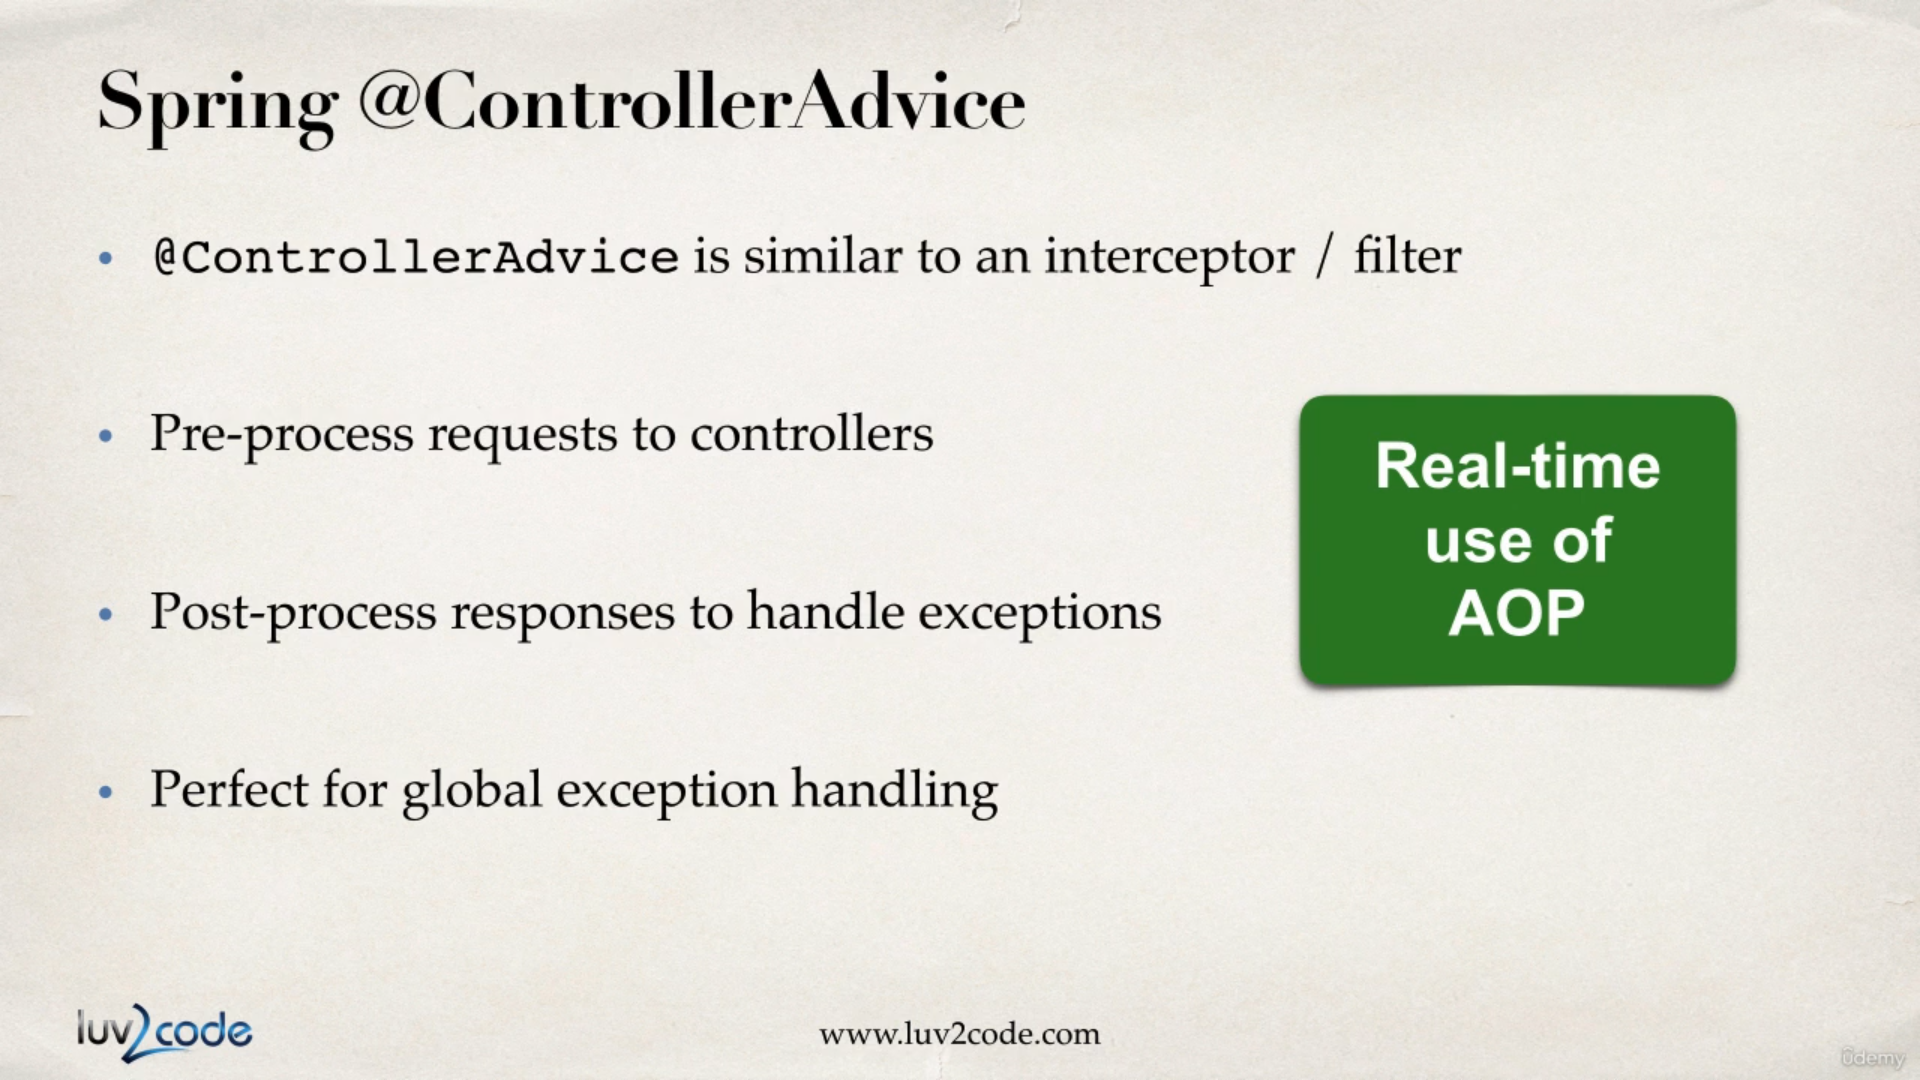 Spring @ControllerAdvice
• @ControllerAdvice is similar to an interceptor / filter
• Pre-process requests to controllers
• Post-process responses to handle exceptions
• Perfect for global exception handling
Real-time
use of
AOP
luv2code
www.luv2code.com
ûdemy